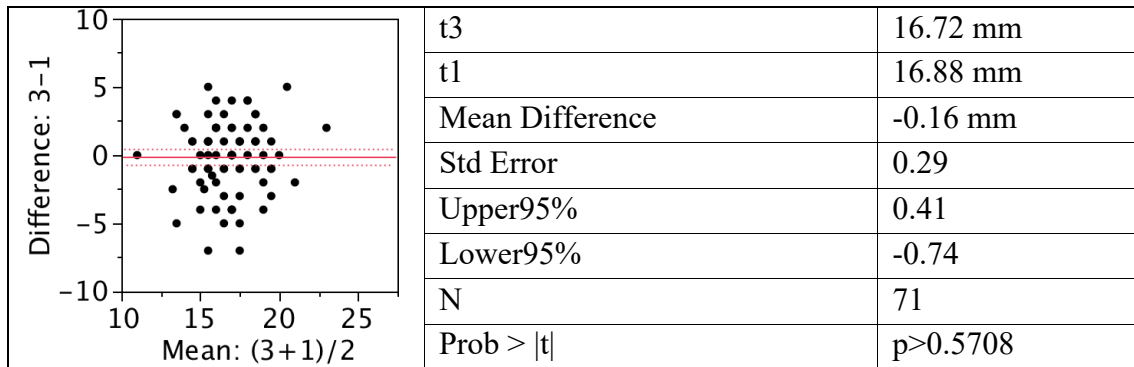 10
5
0
−5
−10
Difference: 3−1
10 15 20 25
Mean: (3+1)/2
t3 16.72 mm
t1 16.88 mm
Mean Difference -0.16 mm
Std Error 0.29
Upper95% 0.41
Lower95% -0.74
N 71
Prob > |t| p>0.5708